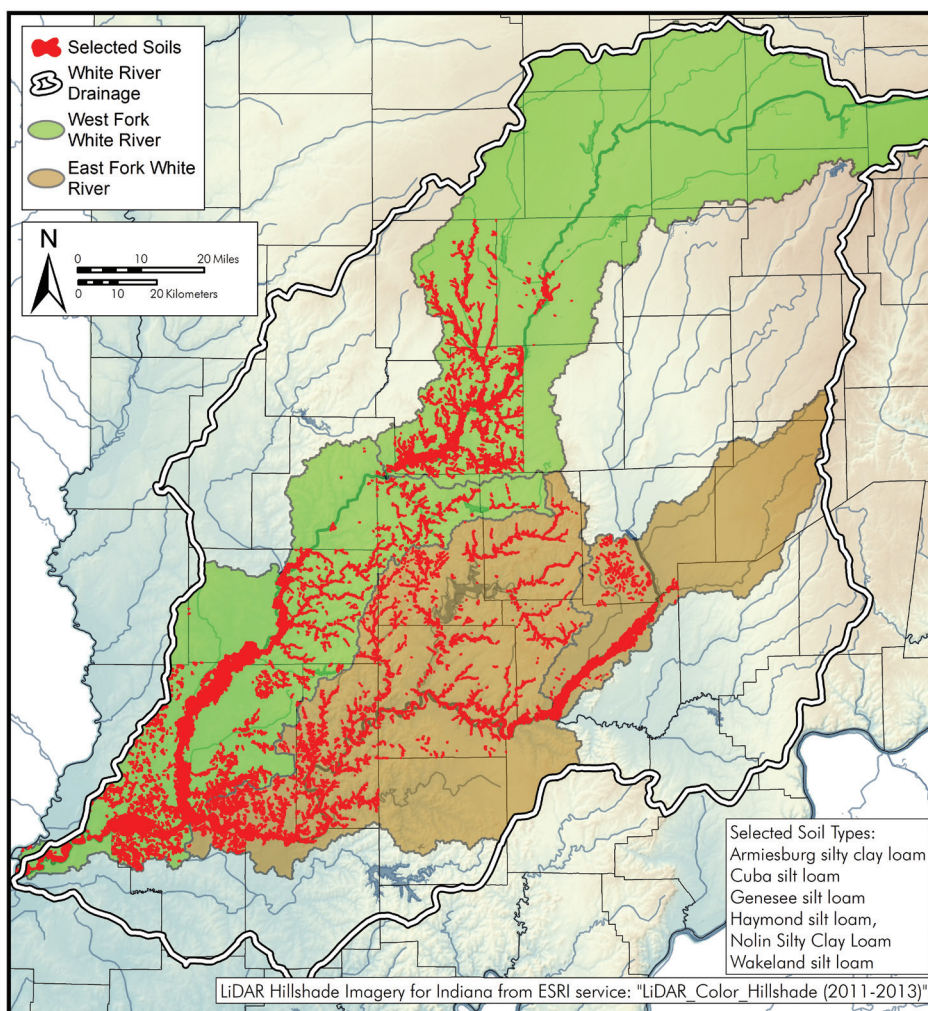 Selected Soils
White River
Drainage
West Fork
White River
East Fork White
River
N
0 10 20 Miles
0 10 20 Kilometers
Selected Soil Types:
Armiesburg silty clay loam
Cuba silt loam
Genesee silt loam
Haymond silt loam,
Nolin Silty Clay Loam
Wakeland silt loam
LiDAR Hillshade Imagery for Indiana from ESRI service: "LiDAR_Color_Hillshade (2011-2013)"